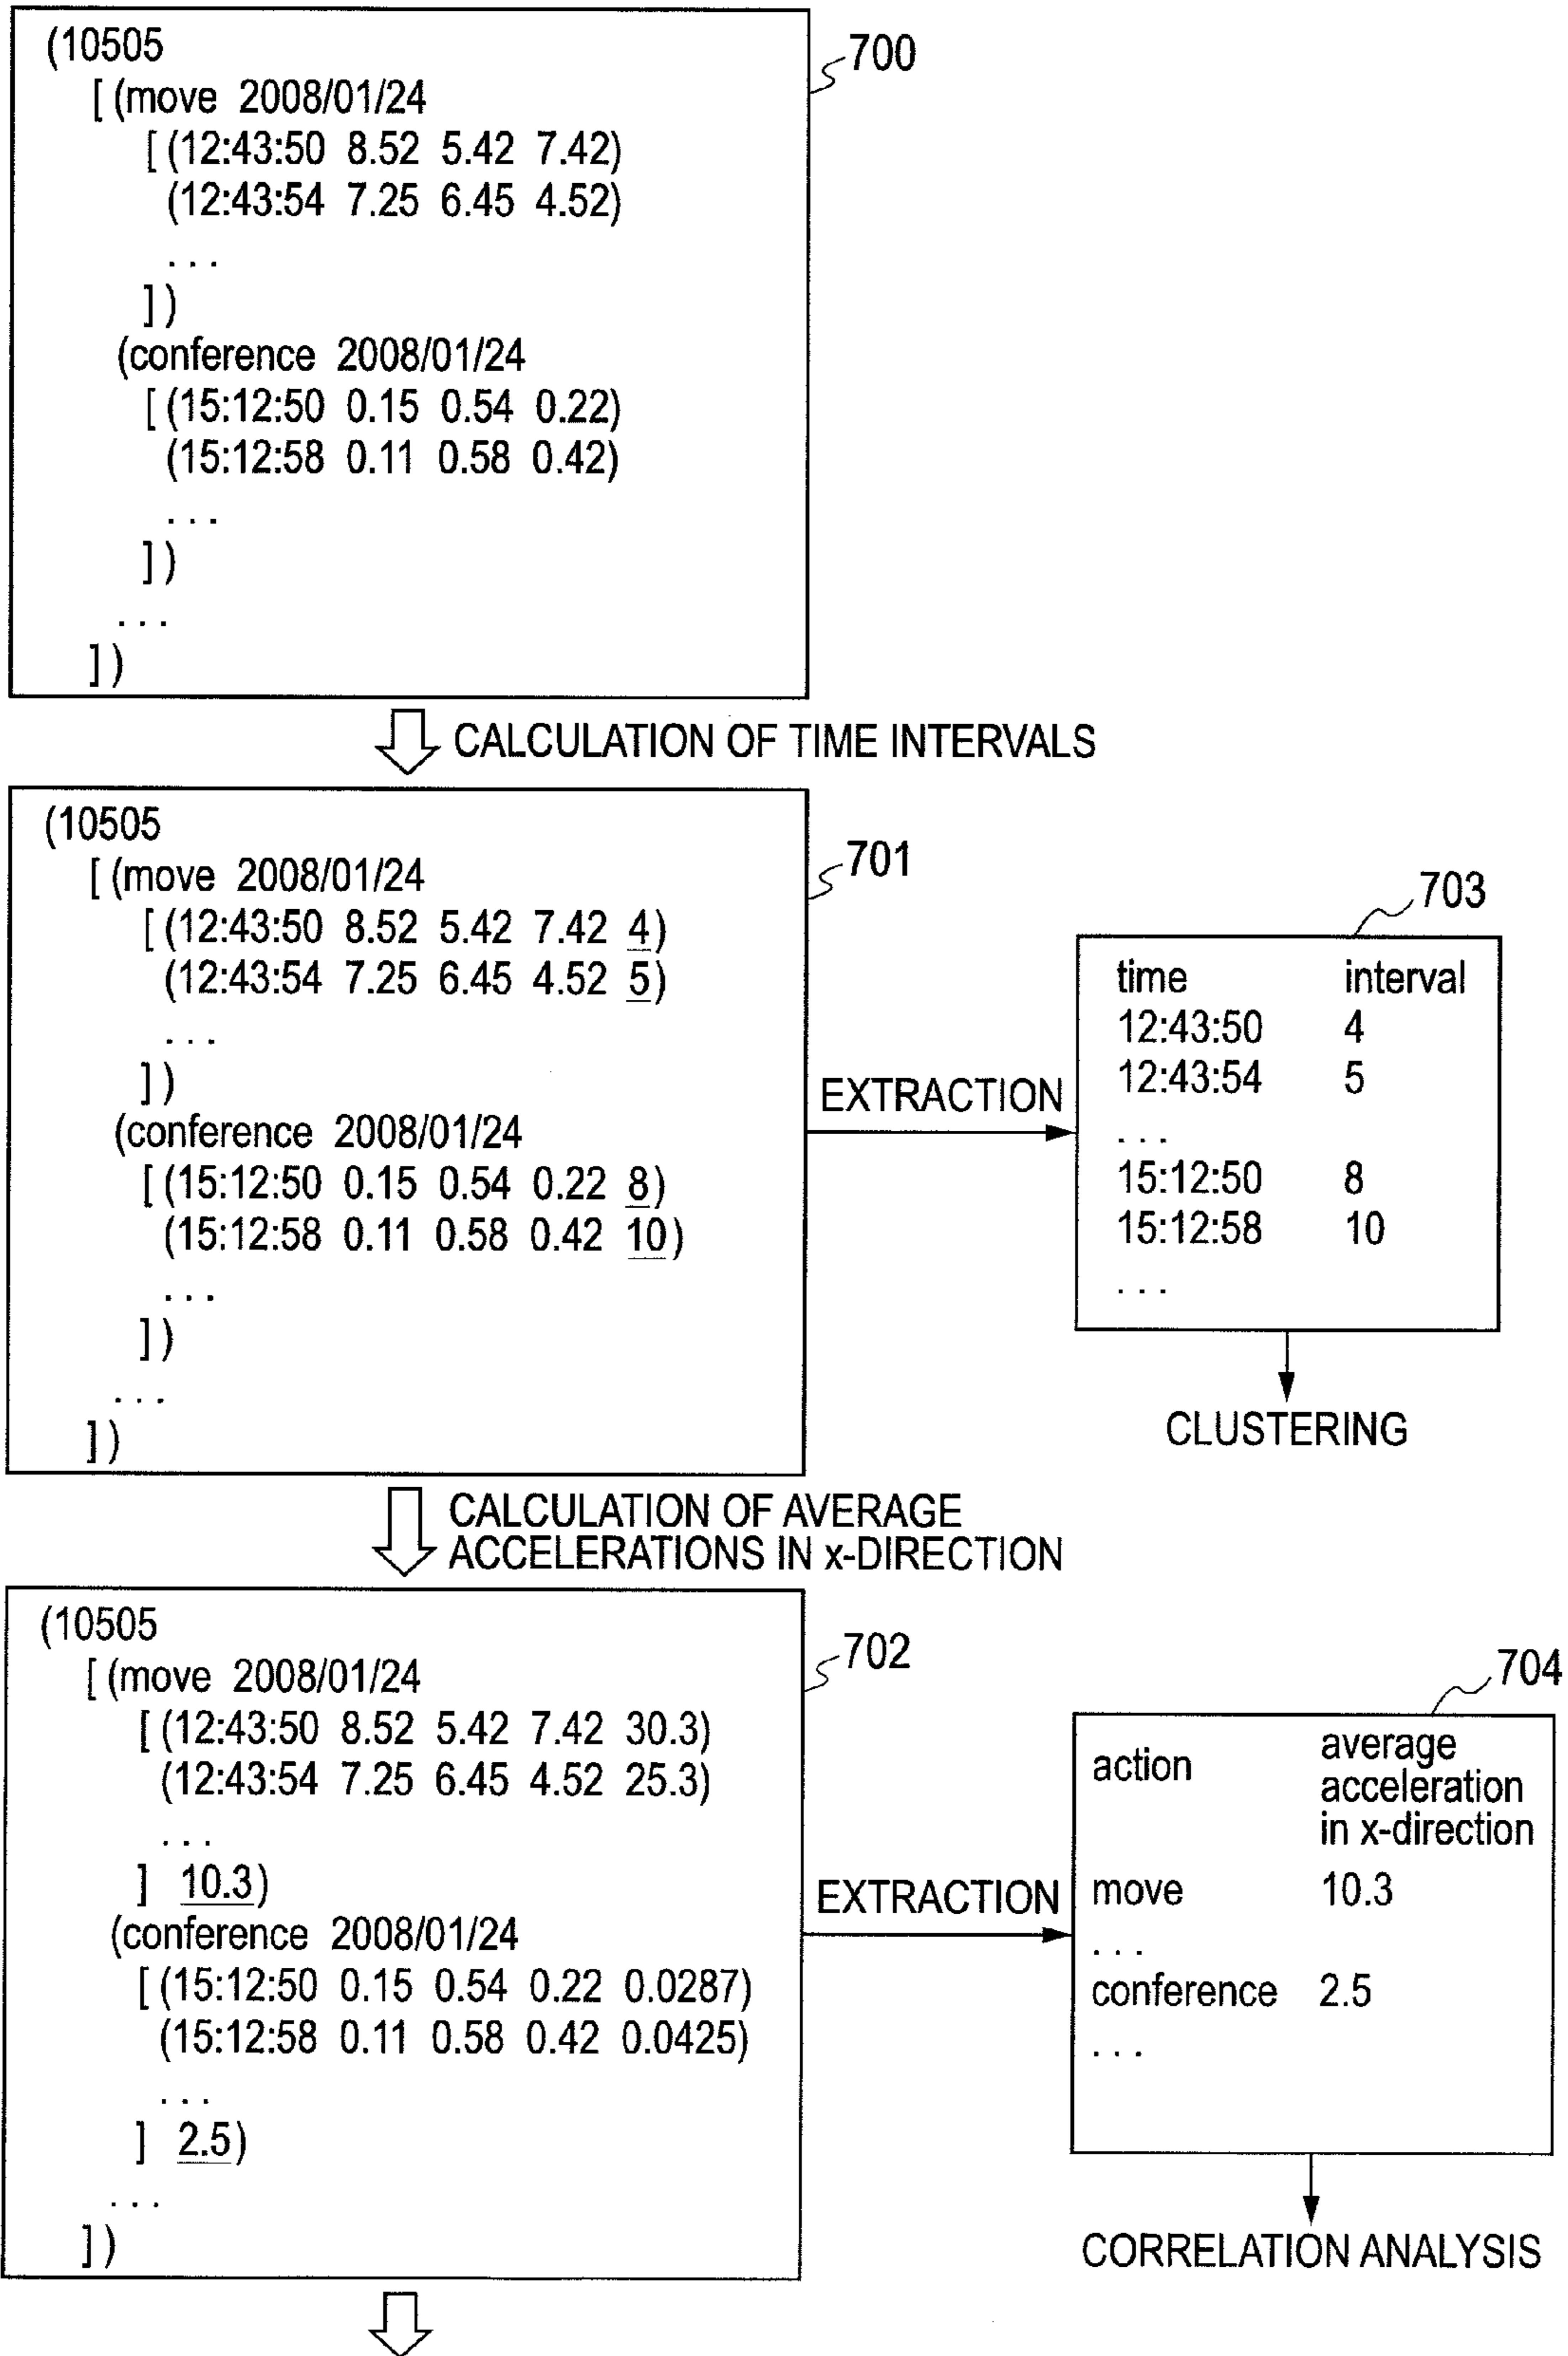 (10505
[ (move 2008/01/24
[ (12:43:50 8.52 5.42 7.42)
(12:43:54 7.25 6.45 4.52)
...
] )
(conference 2008/01/24
[ (15:12:50 0.15 0.54 0.22)
(15:12:58 0.11 0.58 0.42)
...
] )
...
] )
700
CALCULATION OF TIME INTERVALS
(10505
[ (move 2008/01/24
[ (12:43:50 8.52 5.42 7.42 4)
(12:43:54 7.25 6.45 4.52 5)
...
] )
(conference 2008/01/24
[ (15:12:50 0.15 0.54 0.22 8)
(15:12:58 0.11 0.58 0.42 10)
...
] )
...
] )
701
EXTRACTION
703
time interval
12:43:50 4
12:43:54 5
...
15:12:50 8
15:12:58 10
...
CLUSTERING
CALCULATION OF AVERAGE
ACCELERATIONS IN x-DIRECTION
(10505
[ (move 2008/01/24
[ (12:43:50 8.52 5.42 7.42 30.3)
(12:43:54 7.25 6.45 4.52 25.3)
...
] 10.3)
(conference 2008/01/24
[ (15:12:50 0.15 0.54 0.22 0.0287)
(15:12:58 0.11 0.58 0.42 0.0425)
...
] 2.5)
...
] )
702
EXTRACTION
704
action
average
acceleration
in x-direction
move 10.3
...
conference 2.5
...
CORRELATION ANALYSIS